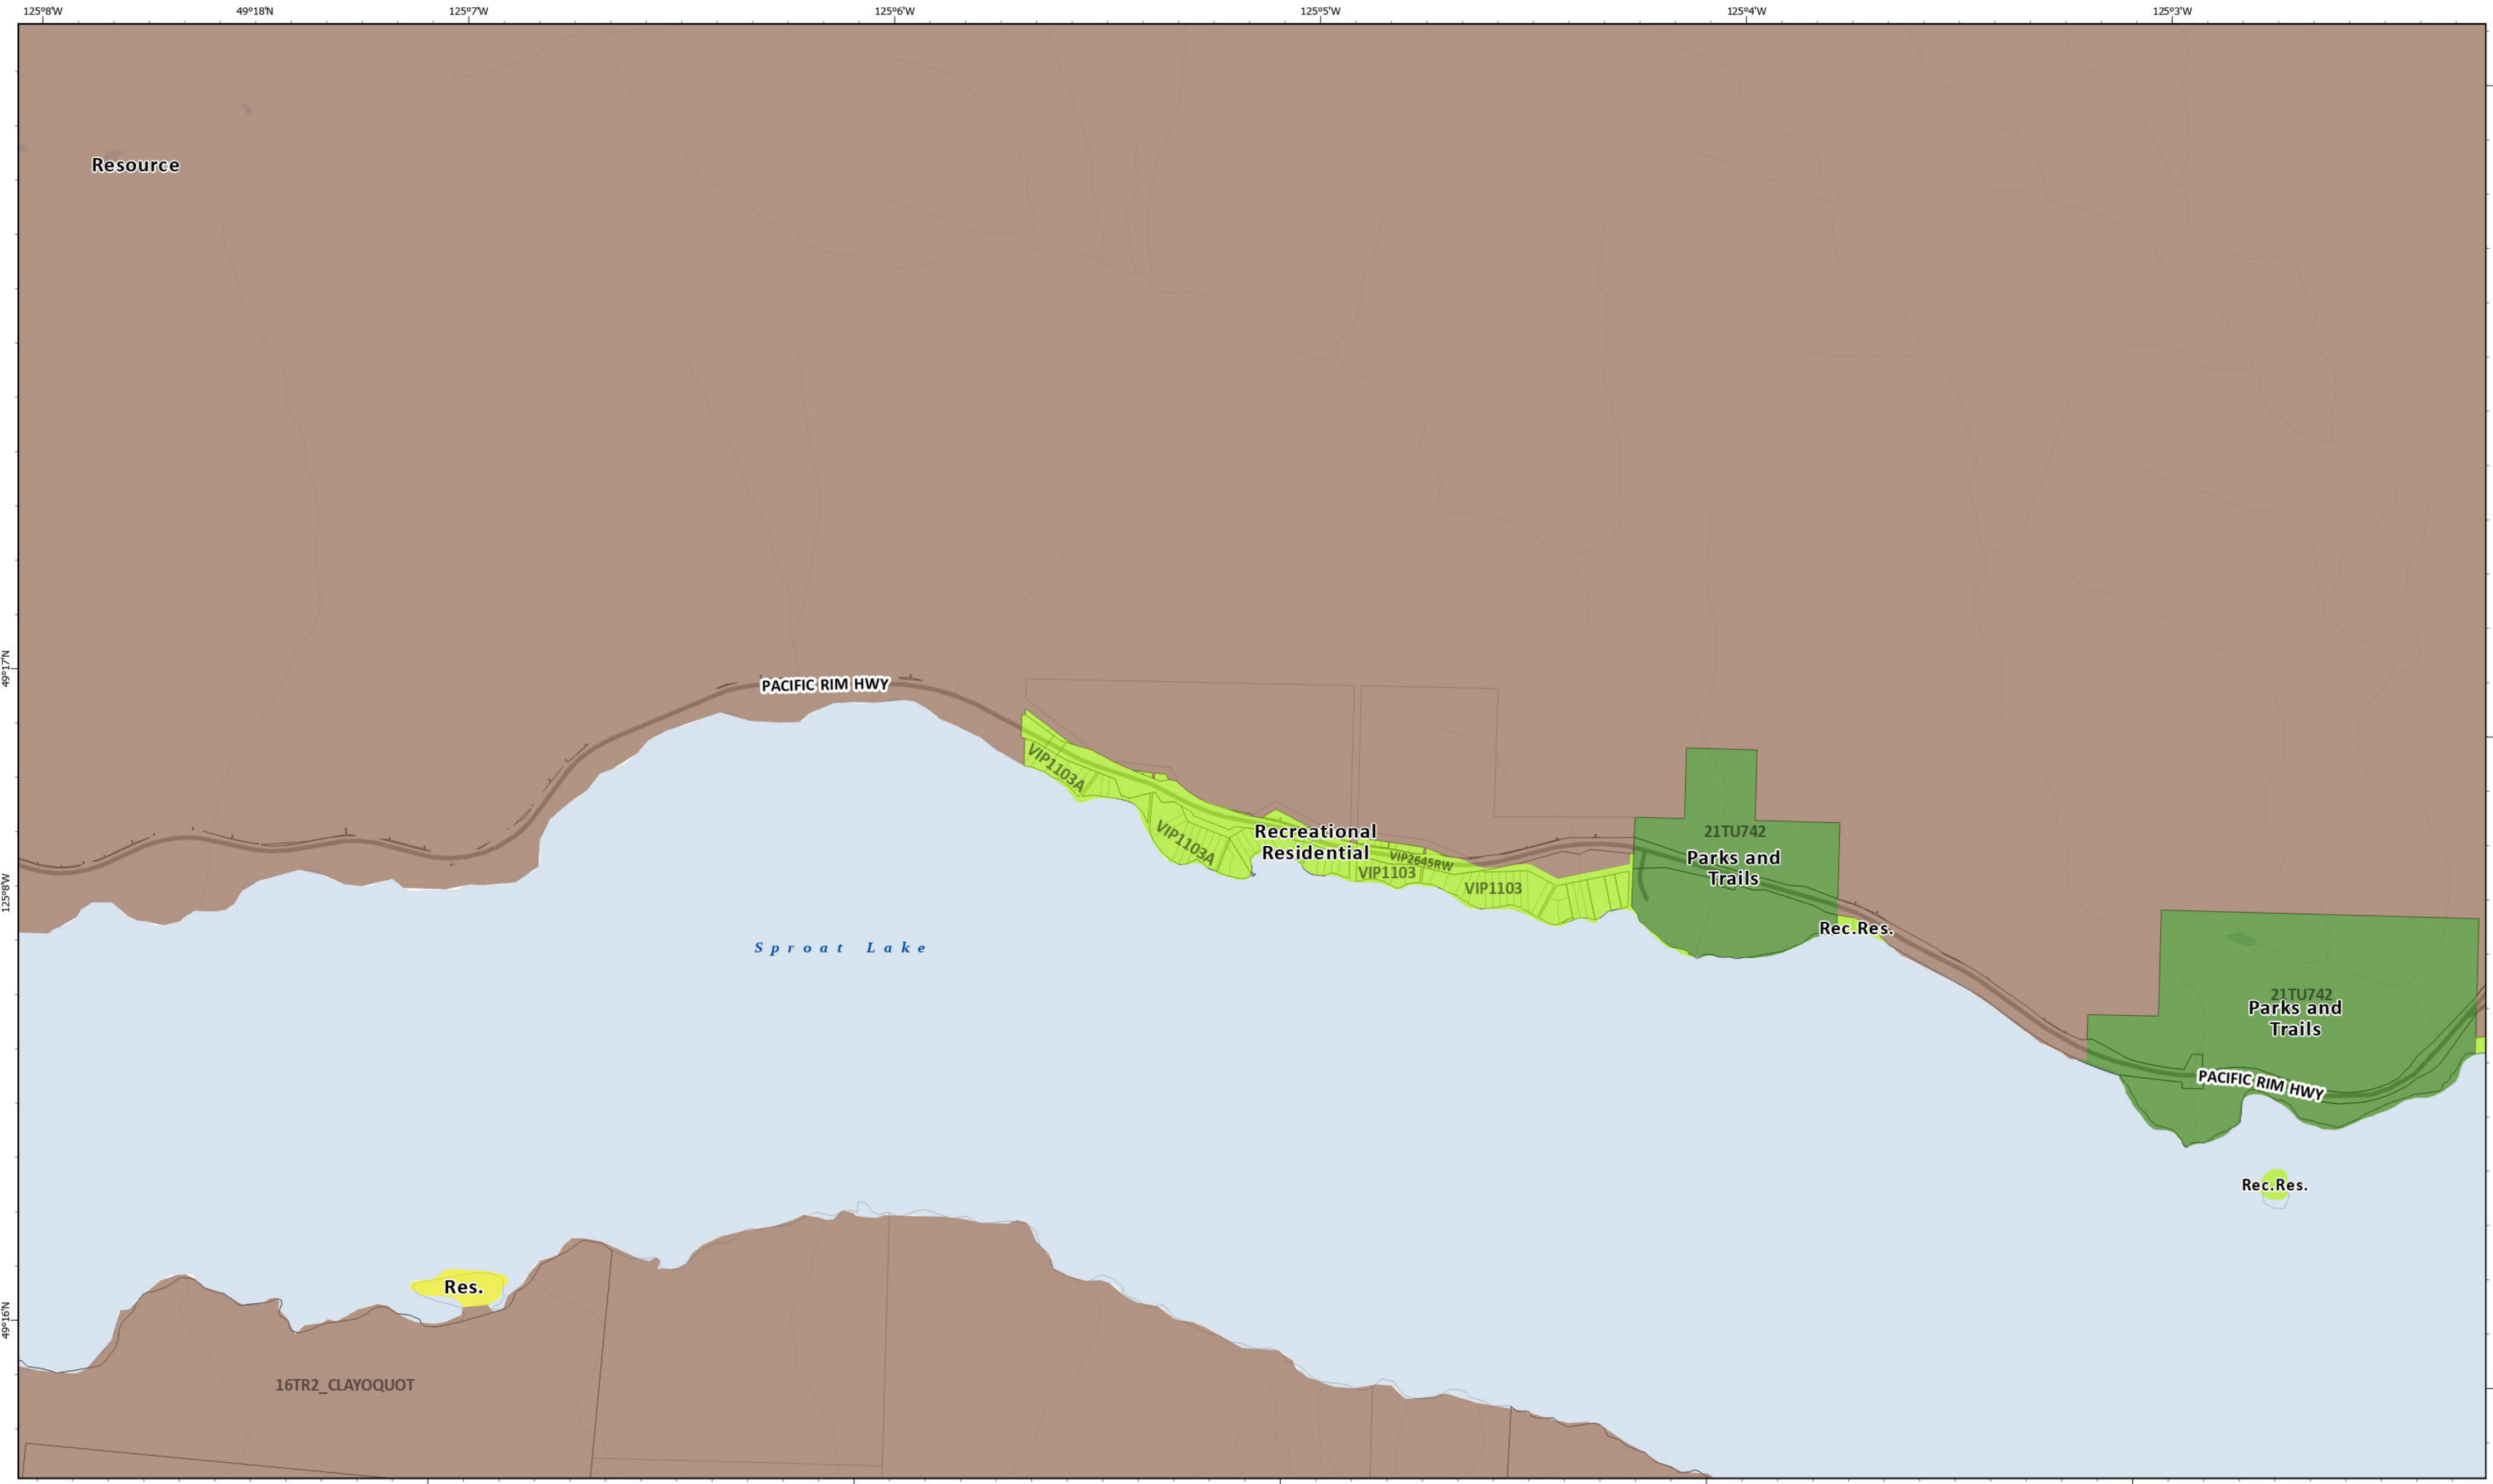 125°8'W
49°18'N
125°7'W
125°6'W
125°5'W
125°4'W
125°3'W
Resource
49°17'N
PACIFIC RIM HWY
VIP1103A
VIP1103A
Recreational
Residential
VIP2645RW
VIP1103
VIP1103
21TU742
Parks and
Trails
125°8'W
Rec.Res.
Sproat Lake
21TU742
Parks and
Trails
PACIFIC RIM HWY
Rec.Res.
Res.
49°16'N
16TR2_CLAYOQUOT